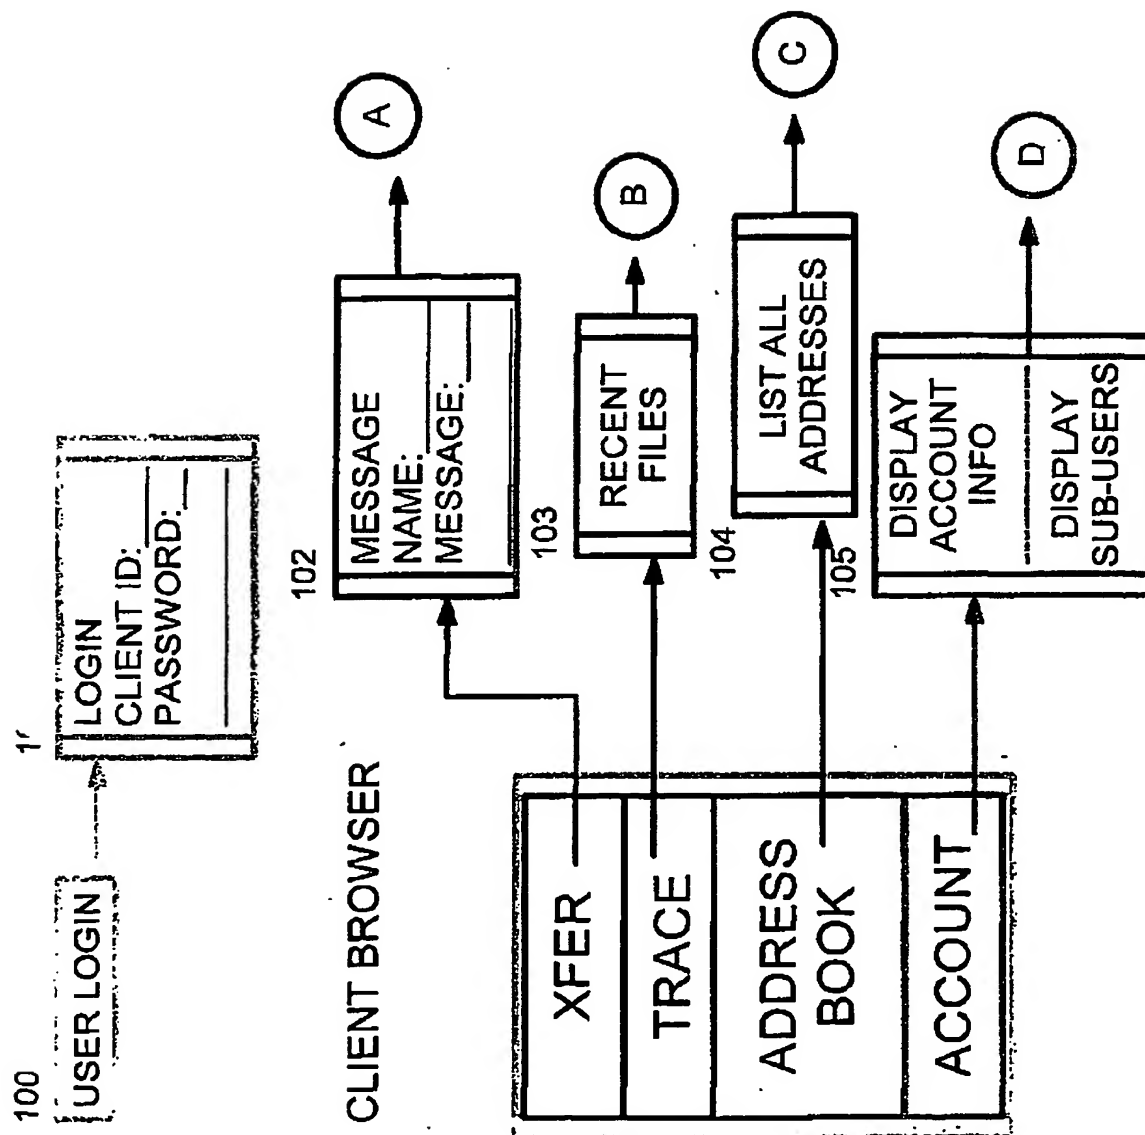 100
USER LOGIN
LOGIN
CLIENT ID:
PASSWORD:
CLIENT BROWSER
XFER
TRACE
ADDRESS
BOOK
ACCOUNT
102
MESSAGE
NAME:
MESSAGE:
A
103
RECENT
FILES
B
104
LIST ALL
ADDRESSES
C
105
DISPLAY
ACCOUNT
INFO
DISPLAY
SUB-USERS
D